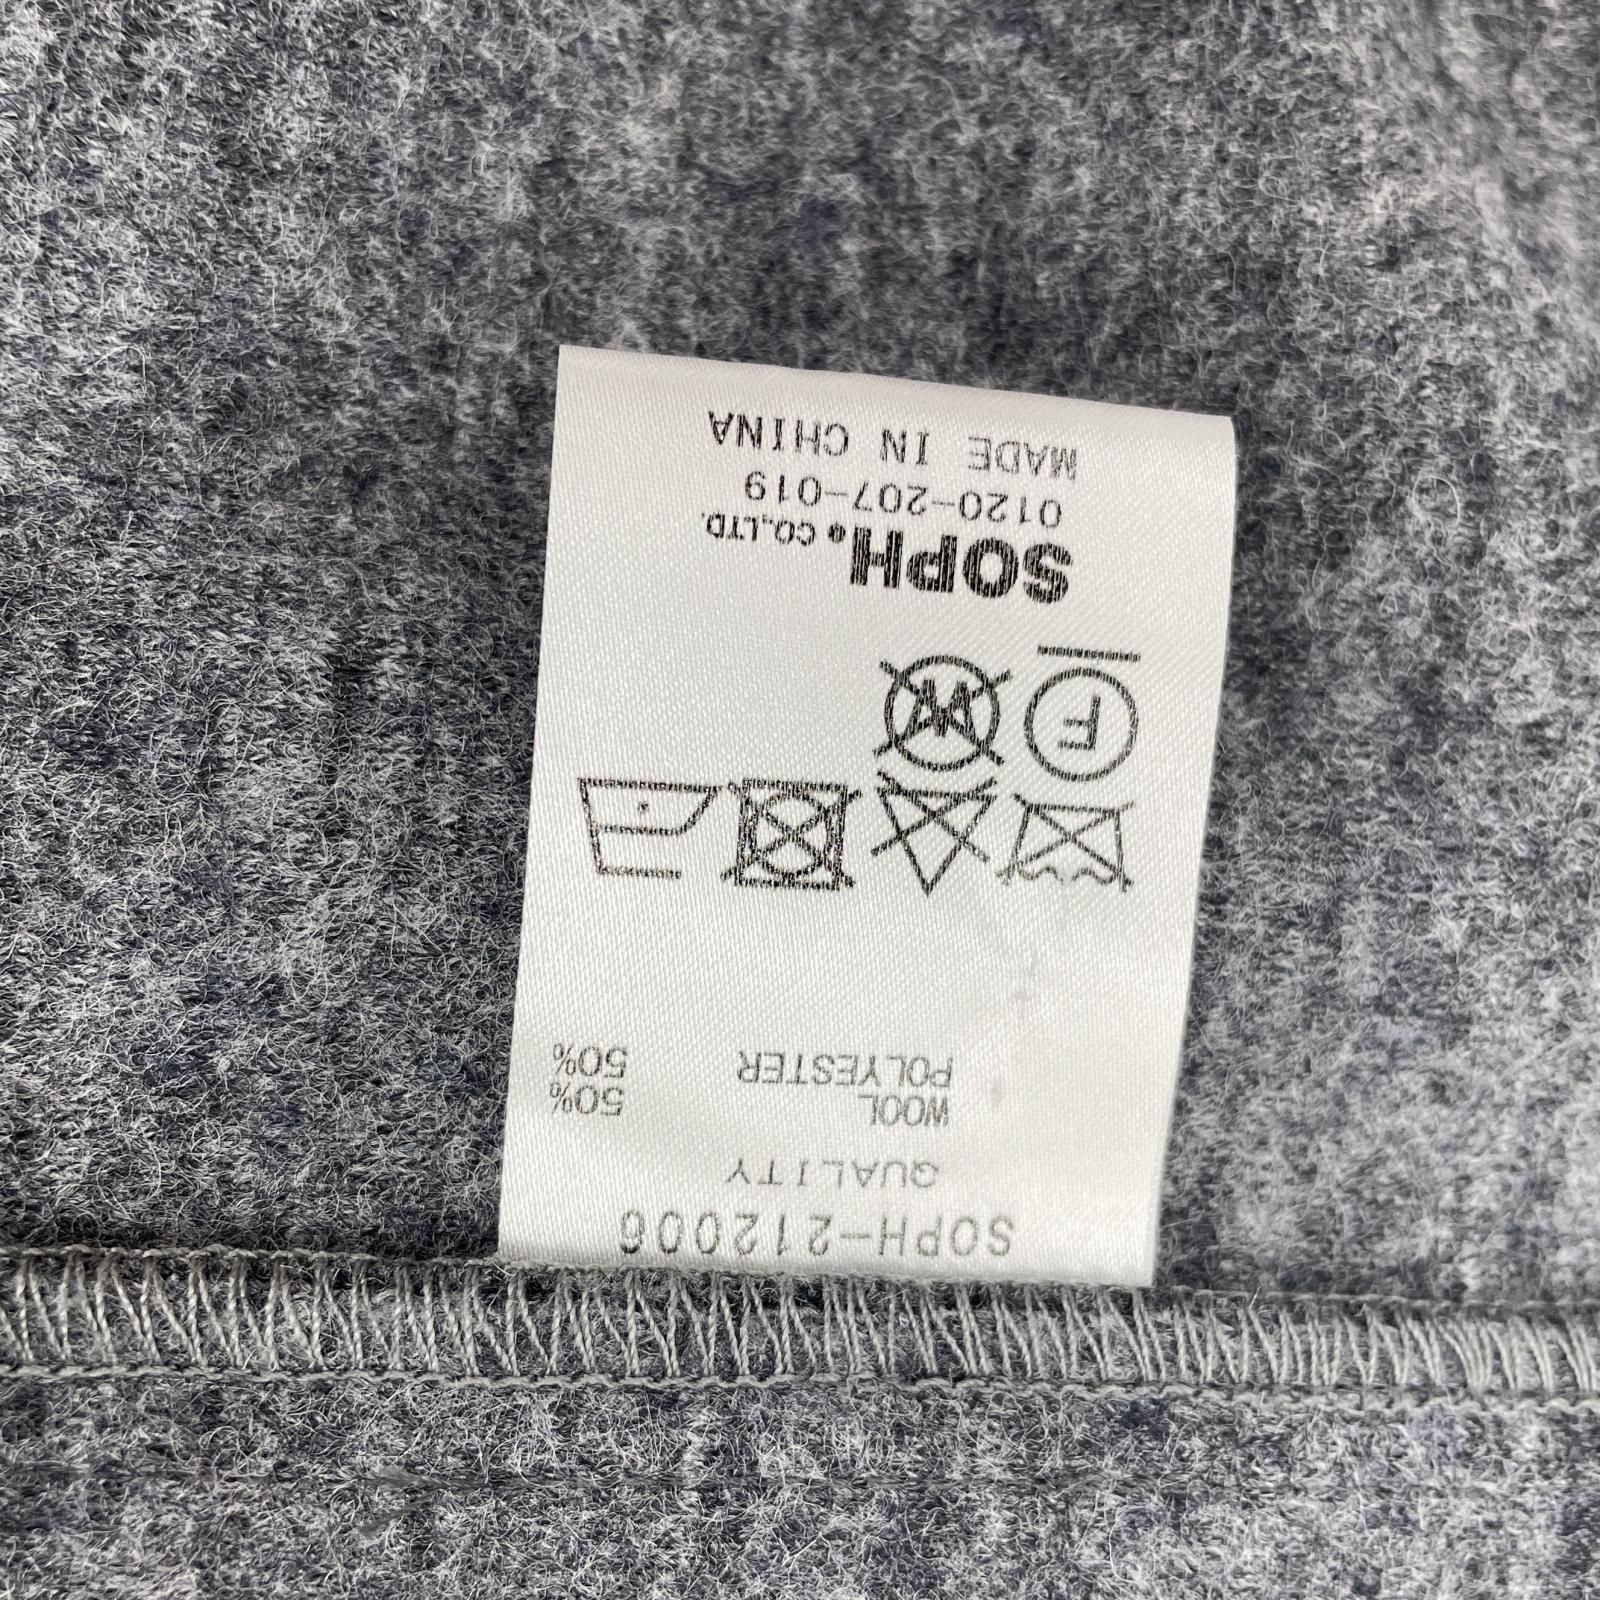 SOPH-212006
QUALITY
WOOL 50%
POLYESTER 50%
F
W
SOPH. CO.,LTD.
0120-207-019
MADE IN CHINA